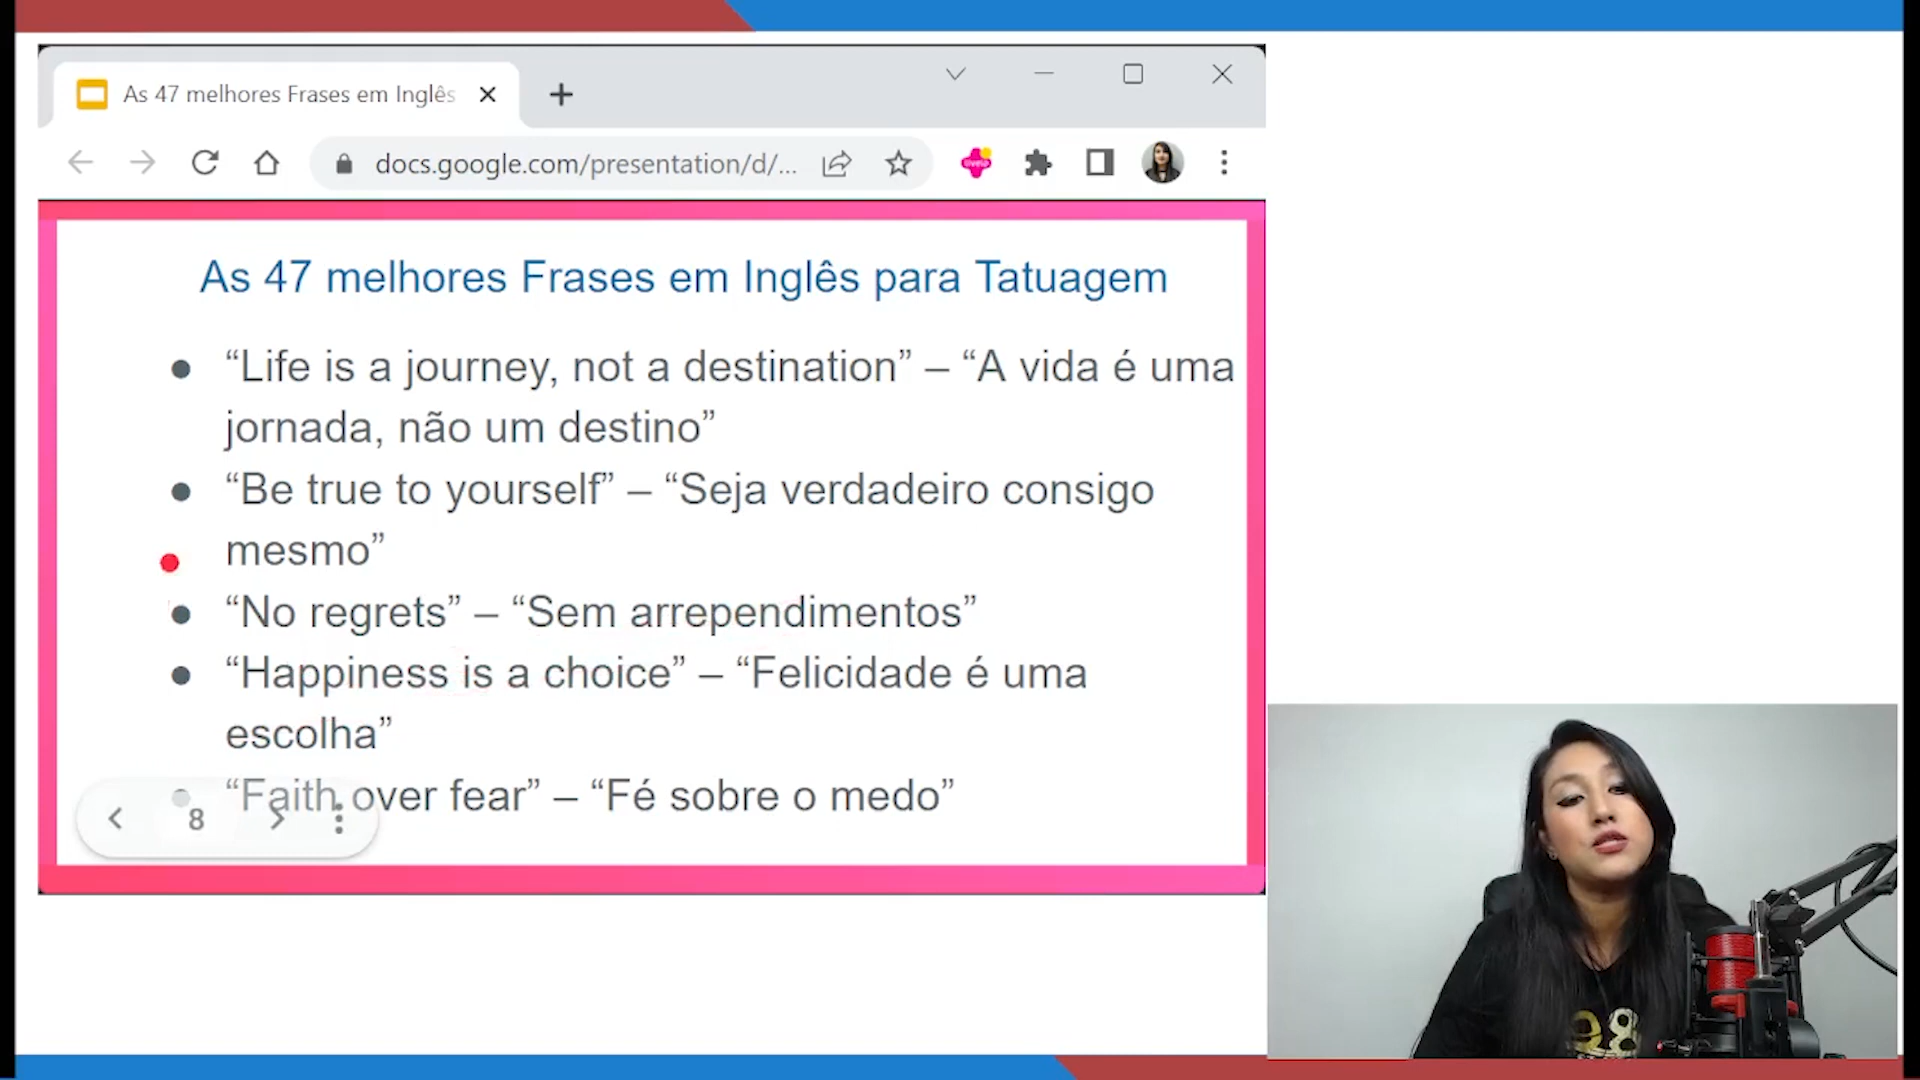 As 47 melhores Frases em Inglês
docs.google.com/presentation/d/...
As 47 melhores Frases em Inglês para Tatuagem
“Life is a journey, not a destination” – “A vida é uma
jornada, não um destino”
“Be true to yourself” – “Seja verdadeiro consigo
mesmo”
“No regrets” – “Sem arrependimentos”
“Happiness is a choice” – “Felicidade é uma
escolha”
“Faith over fear” – “Fé sobre o medo”
8